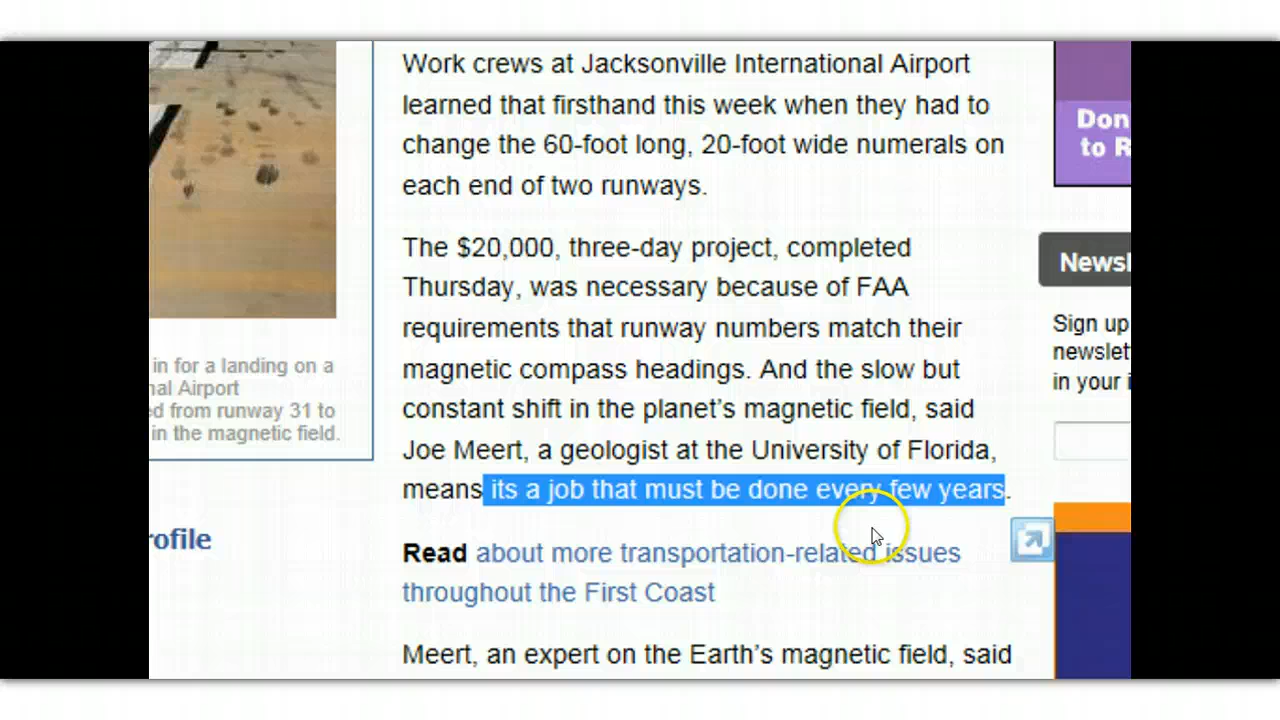 Work crews at Jacksonville International Airport
learned that firsthand this week when they had to
change the 60-foot long, 20-foot wide numerals on
each end of two runways.
The $20,000, three-day project, completed
Thursday, was necessary because of FAA
requirements that runway numbers match their
magnetic compass headings. And the slow but
constant shift in the planet’s magnetic field, said
Joe Meert, a geologist at the University of Florida,
means its a job that must be done every few years.
Read about more transportation-related issues
throughout the First Coast
Meert, an expert on the Earth’s magnetic field, said
in for a landing on a
nal Airport
ed from runway 31 to
in the magnetic field.
rofile
Don
to R
Newsl
Sign up
newslet
in your i